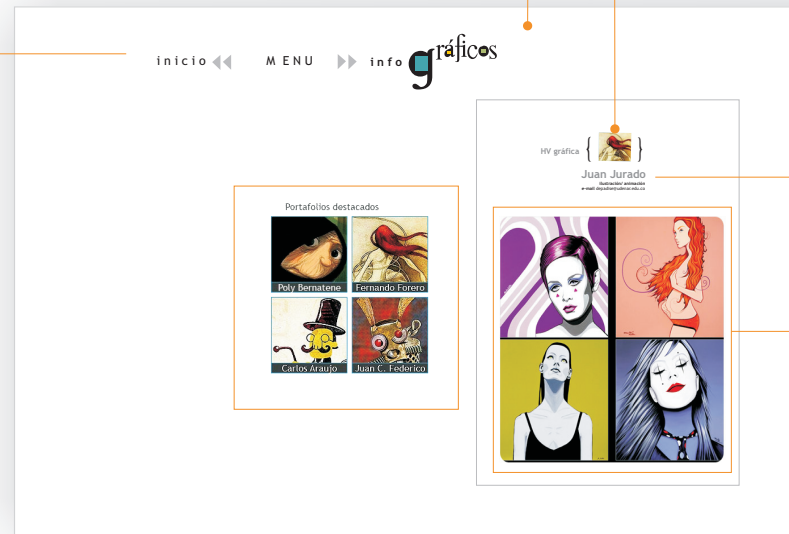 inicio MENU info
gráficos
HV gráfica
Juan Jurado
Ilustración/ animación
Portafolios destacados
Poly Bernatene
Fernando Forero
Carlos Araujo
Juan C. Federico